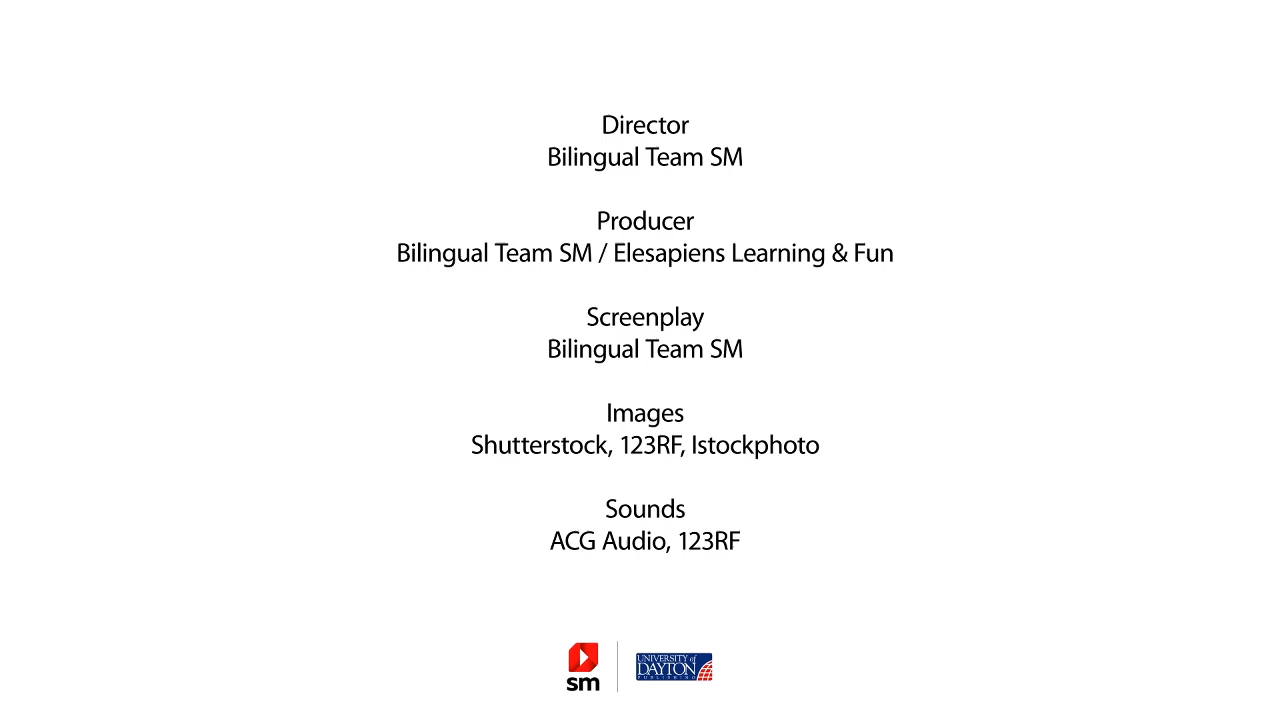 Director
Bilingual Team SM
Producer
Bilingual Team SM / Elesapiens Learning & Fun
Screenplay
Bilingual Team SM
Images
Shutterstock, 123RF, Istockphoto
Sounds
ACG Audio, 123RF
sm
UNIVERSITY of
DAYTON
PUBLISHING